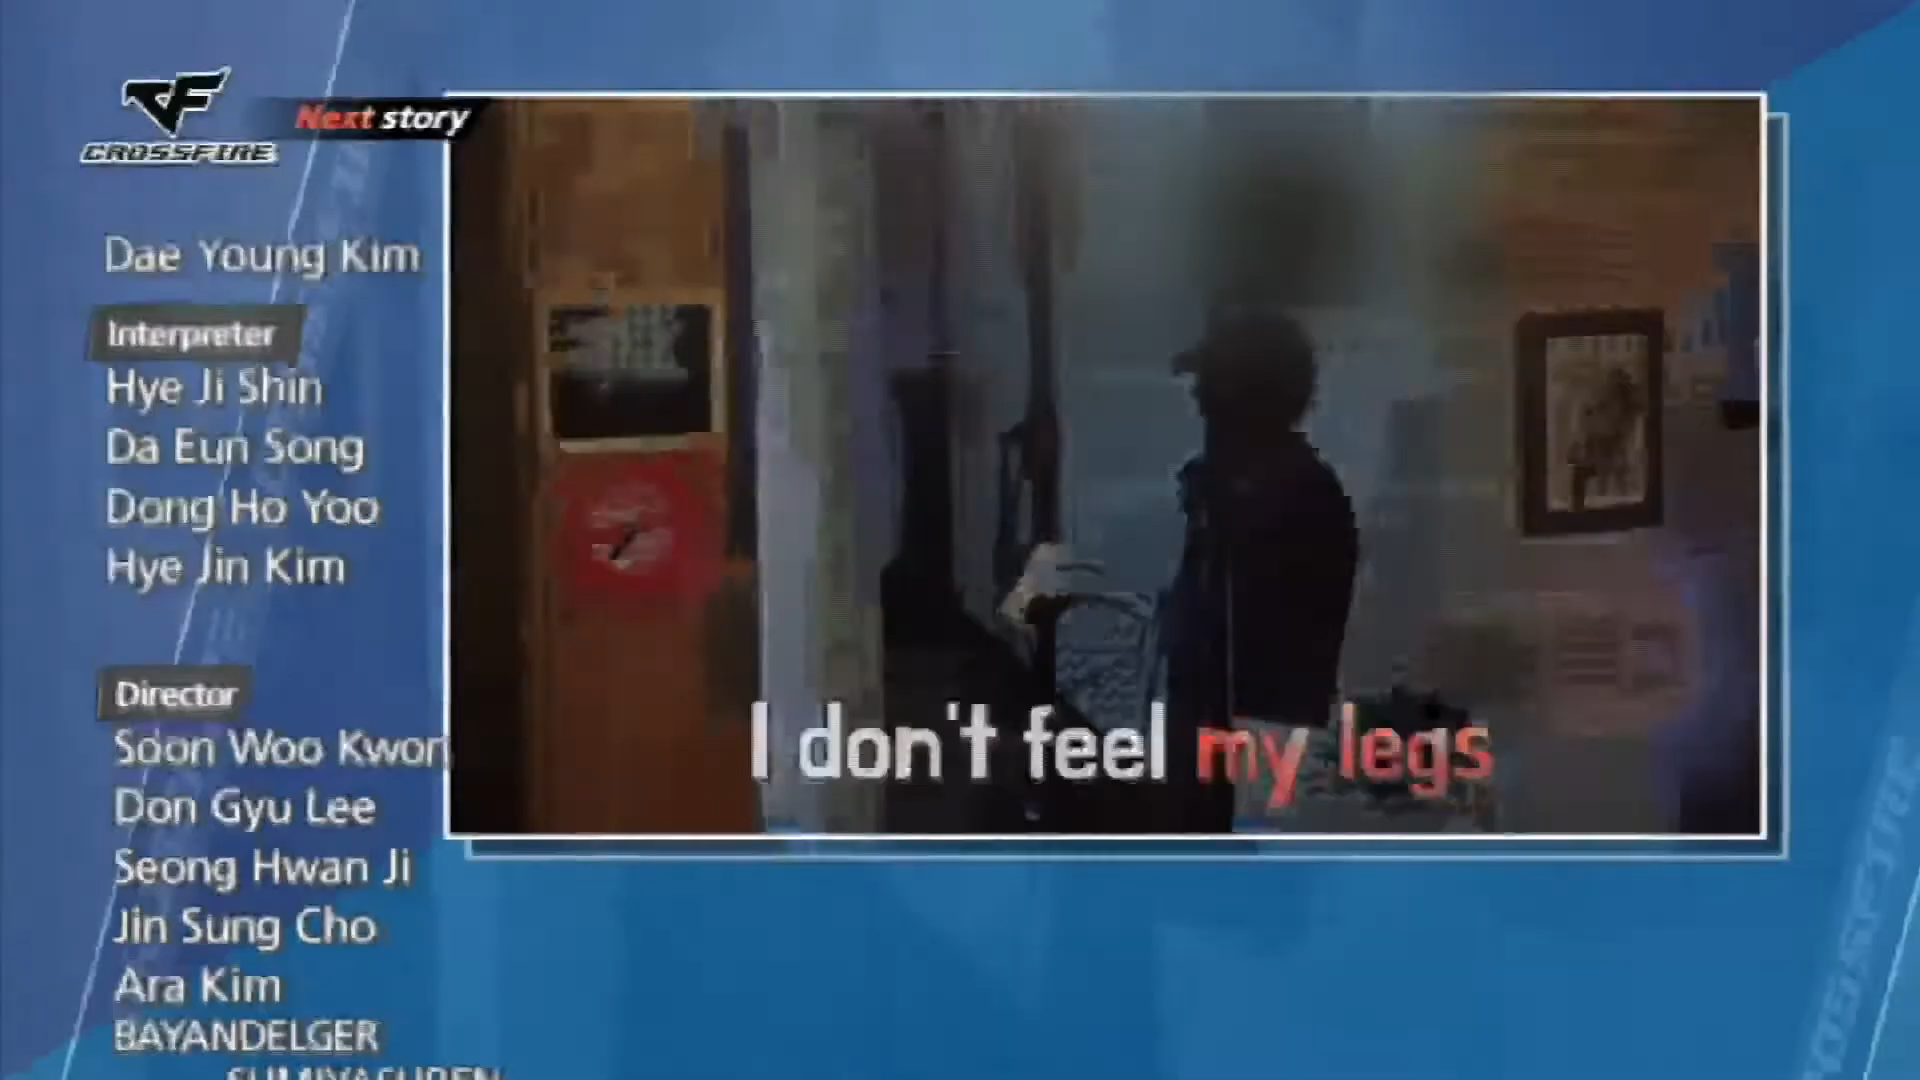 CROSSFIRE
Next story
Dae Young Kim
Interpreter
Hye Ji Shin
Da Eun Song
Dong Ho Yoo
Hye Jin Kim
Director
Soon Woo Kwon
Don Gyu Lee
Seong Hwan Ji
Jin Sung Cho
Ara Kim
BAYANDELGER
I don't feel my legs
CROSSFIRE